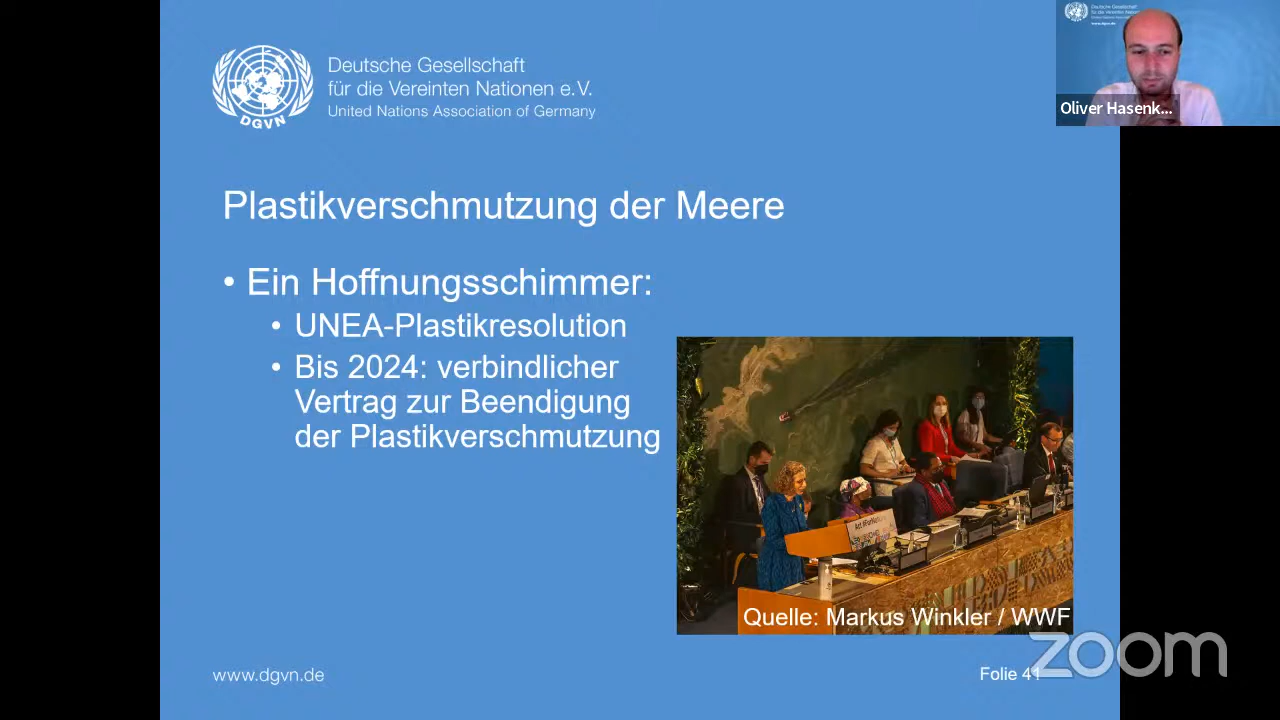 Deutsche Gesellschaft
für die Vereinten Nationen e.V.
United Nations Association of Germany
DGVN
Oliver Hasenk...
Plastikverschmutzung der Meere
• Ein Hoffnungsschimmer:
• UNEA-Plastikresolution
• Bis 2024: verbindlicher
Vertrag zur Beendigung
der Plastikverschmutzung
Quelle: Markus Winkler / WWF
www.dgvn.de
Folie 41
zoom